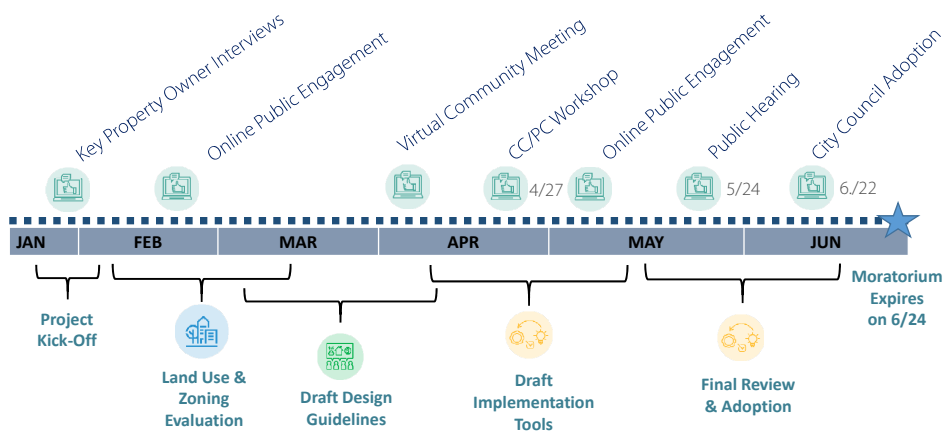 Key Property Owner Interviews
Online Public Engagement
Virtual Community Meeting
CC/PC Workshop
Online Public Engagement
Public Hearing
City Council Adoption
4/27
5/24
6./22
JAN
FEB
MAR
APR
MAY
JUN
Project
Kick-Off
Land Use &
Zoning
Evaluation
Draft Design
Guidelines
Draft
Implementation
Tools
Final Review
& Adoption
Moratorium
Expires
on 6/24